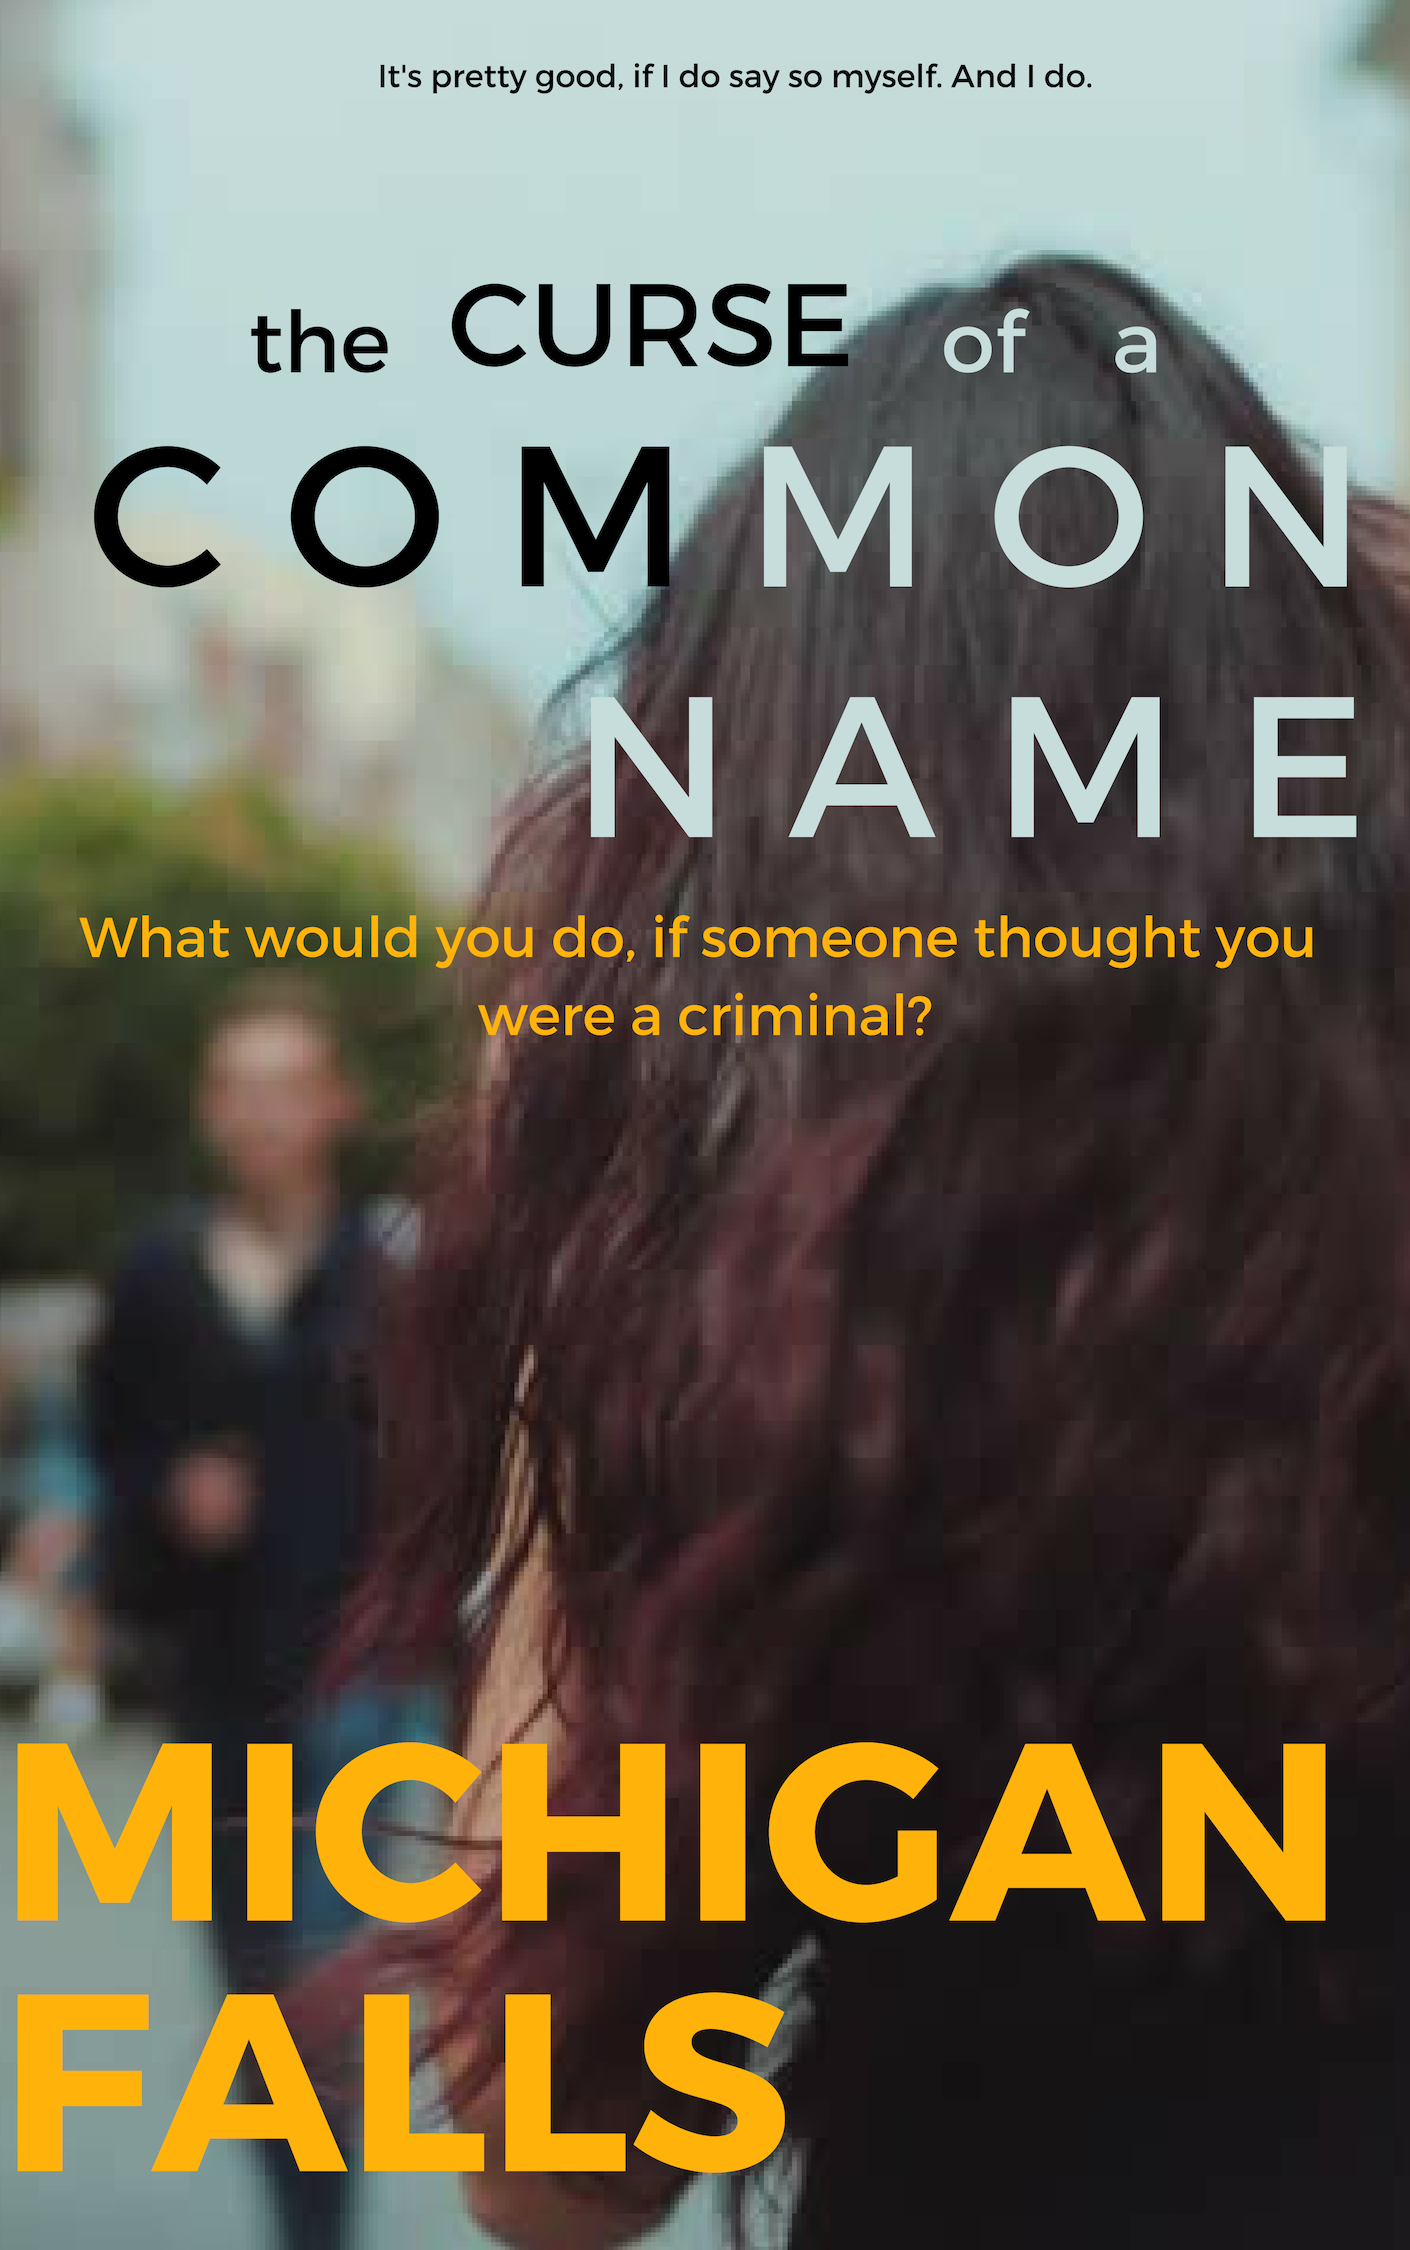 It's pretty good, if I do say so myself. And I do.
the CURSE of a
COMMON
NAME
What would you do, if someone thought you
were a criminal?
MICHIGAN
FALLS